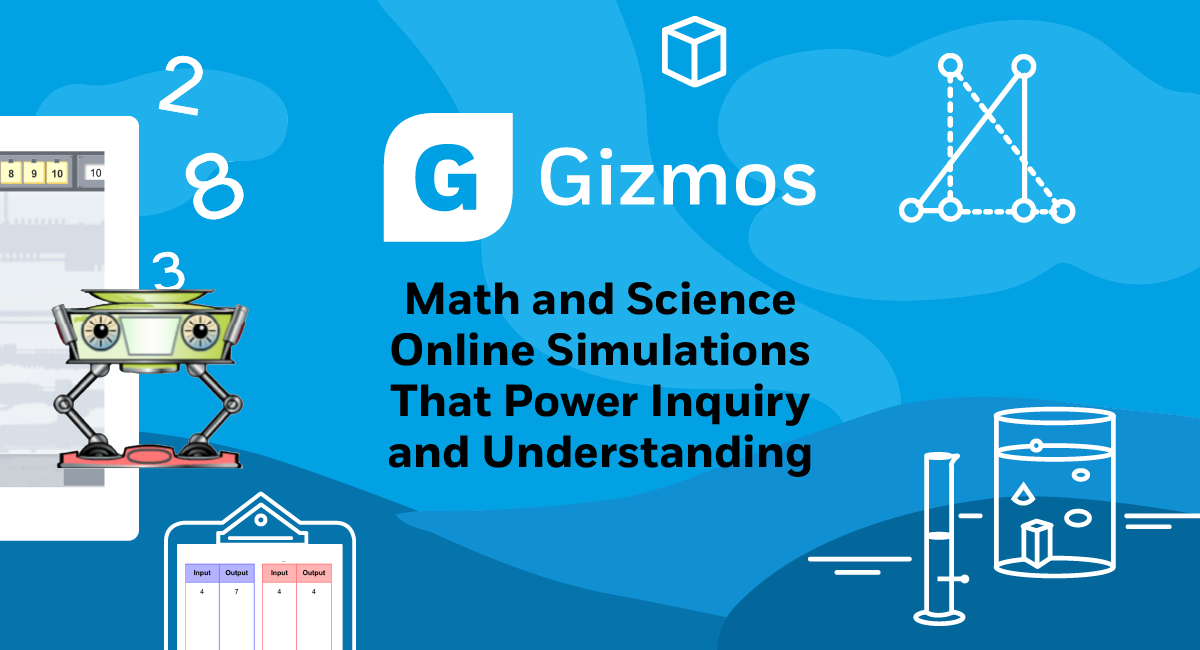 2
8
3
8 9 10 10
G Gizmos
Math and Science
Online Simulations
That Power Inquiry
and Understanding
Input Output Input Output
4 7 4 4